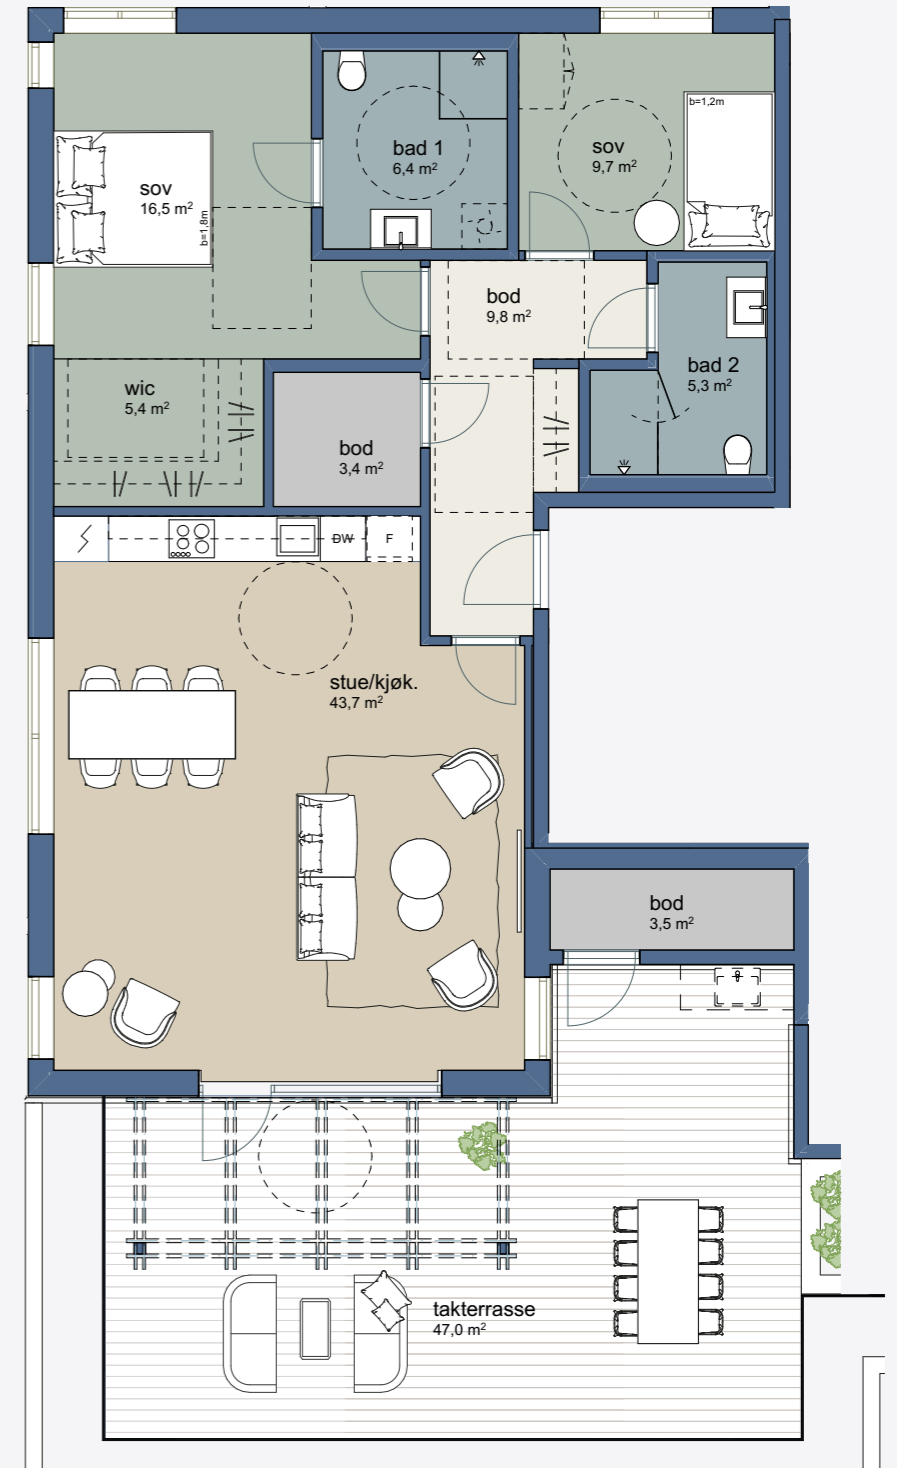 b=1,2m
bad 1
6,4 m²
sov
9,7 m²
sov
16,5 m²
b=1,8m
bod
9,8 m²
bad 2
5,3 m²
wic
5,4 m²
bod
3,4 m²
DW
F
stue/kjøk.
43,7 m²
bod
3,5 m²
takterrasse
47,0 m²